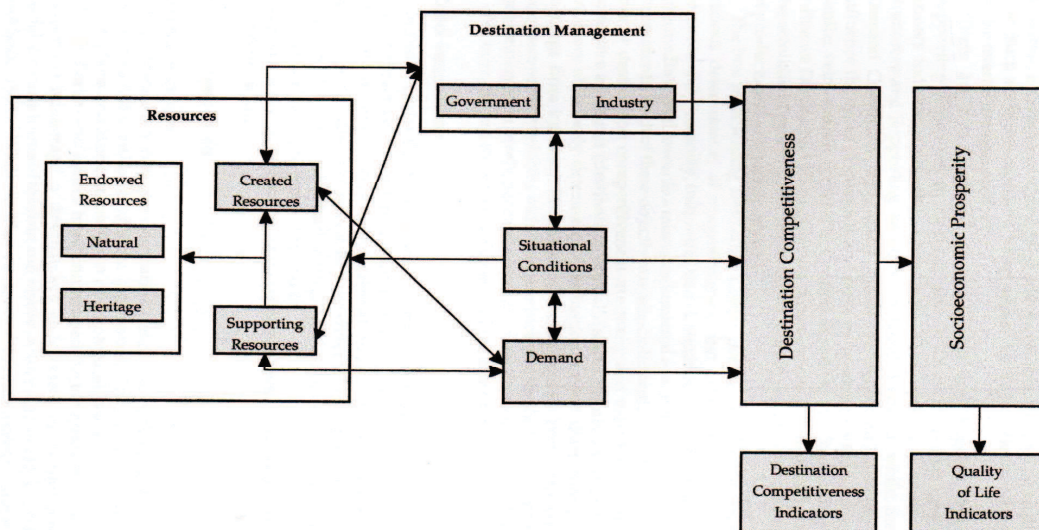 Destination Management
Government
Industry
Resources
Endowed
Resources
Natural
Heritage
Created
Resources
Supporting
Resources
Situational
Conditions
Demand
Destination Competitiveness
Socioeconomic Prosperity
Destination
Competitiveness
Indicators
Quality
of Life
Indicators